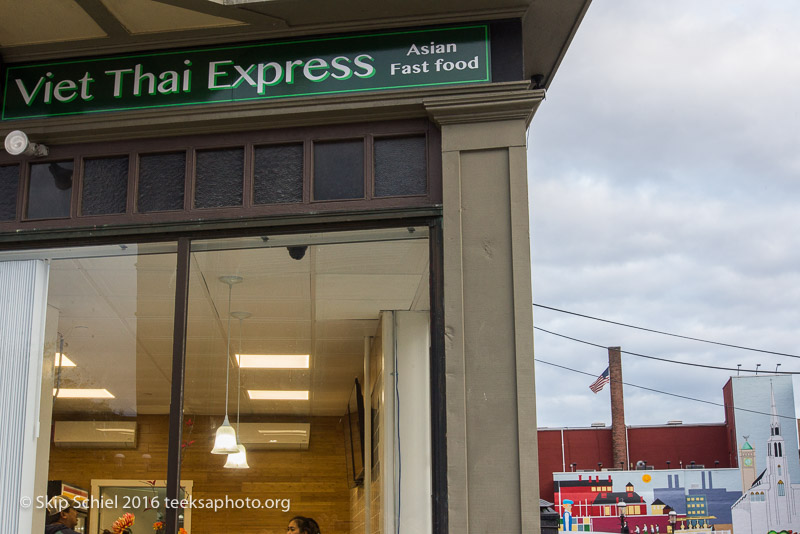 Viet Thai Express
Asian
Fast food
© Skip Schiel 2016 teeksaphoto.org